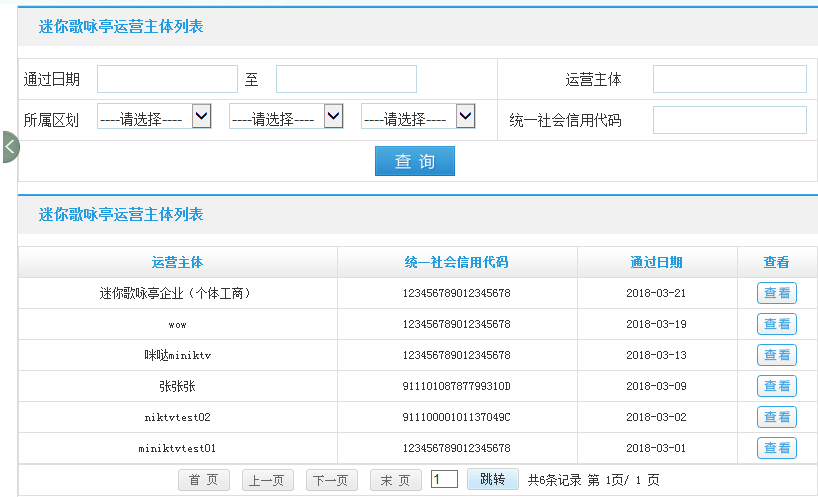 迷你歌咏亭运营主体列表
通过日期 至 运营主体
所属区划 ----请选择---- ----请选择---- ----请选择---- 统一社会信用代码
查 询
迷你歌咏亭运营主体列表
运营主体 统一社会信用代码 通过日期 查看
迷你歌咏亭企业（个体工商） 123456789012345678 2018-03-21 查看
wow 123456789012345678 2018-03-19 查看
咪哒miniktv 123456789012345678 2018-03-13 查看
张张张 91110108787799310D 2018-03-09 查看
niktvtest02 91110000101137049C 2018-03-02 查看
miniktvtest01 123456789012345678 2018-03-01 查看
首 页 上一页 下一页 末 页 1 跳转 共6条记录 第 1页/ 1 页